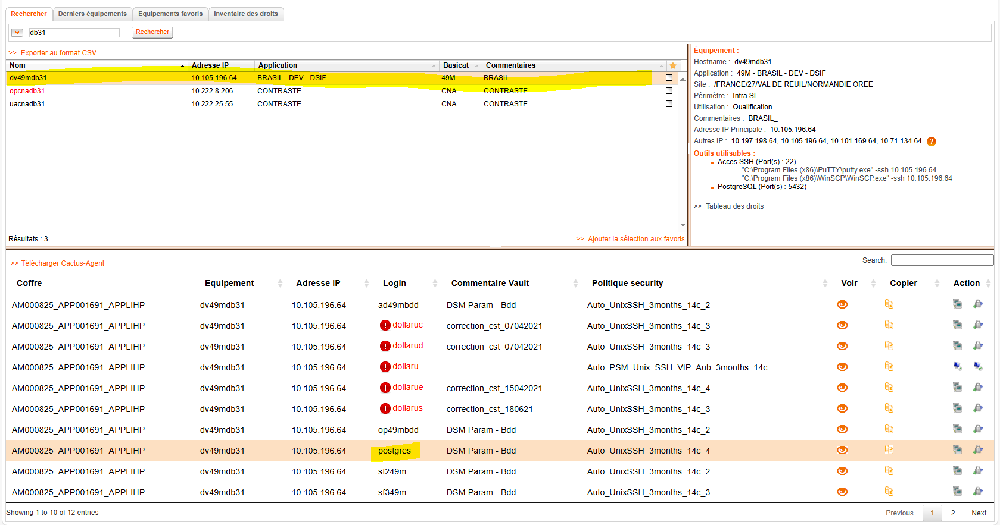 Rechercher Derniers équipements Equipements favoris Inventaire des droits
db31 Rechercher
>> Exporter au format CSV
Nom Adresse IP Application Basicat Commentaires
dv49mdb31 10.105.196.64 BRASIL - DEV - DSIF 49M BRASIL_
opcnadb31 10.222.8.206 CONTRASTE CNA CONTRASTE
uacnadb31 10.222.25.55 CONTRASTE CNA CONTRASTE
Résultats : 3 >> Ajouter la sélection aux favoris
Équipement :
Hostname : dv49mdb31
Application : 49M - BRASIL - DEV - DSIF
Site : /FRANCE/27/VAL DE REUIL/NORMANDIE OREE
Périmètre : Infra SI
Utilisation : Qualification
Commentaires : BRASIL_
Adresse IP Principale : 10.105.196.64
Autres IP : 10.197.198.64, 10.105.196.64, 10.101.169.64, 10.71.134.64 ?
Outils utilisables :
Acces SSH (Port(s) : 22)
"C:\Program Files (x86)\PuTTY\putty.exe" -ssh 10.105.196.64
"C:\Program Files (x86)\WinSCP\WinSCP.exe" -ssh 10.105.196.64
PostgreSQL (Port(s) : 5432)
>> Tableau des droits
>> Télécharger Cactus-Agent Search:
Coffre Equipement Adresse IP Login Commentaire Vault Politique security Voir Copier Action
AM000825_APP001691_APPLIHP dv49mdb31 10.105.196.64 ad49mbdd DSM Param - Bdd Auto_UnixSSH_3months_14c_2
AM000825_APP001691_APPLIHP dv49mdb31 10.105.196.64 dollaruc correction_cst_07042021 Auto_UnixSSH_3months_14c_3
AM000825_APP001691_APPLIHP dv49mdb31 10.105.196.64 dollarud correction_cst_07042021 Auto_UnixSSH_3months_14c_3
AM000825_APP001691_APPLIHP dv49mdb31 10.105.196.64 dollaru Auto_PSM_Unix_SSH_VIP_Aub_3months_14c
AM000825_APP001691_APPLIHP dv49mdb31 10.105.196.64 dollarue correction_cst_15042021 Auto_UnixSSH_3months_14c_4
AM000825_APP001691_APPLIHP dv49mdb31 10.105.196.64 dollarus correction_cst_180621 Auto_UnixSSH_3months_14c_3
AM000825_APP001691_APPLIHP dv49mdb31 10.105.196.64 op49mbdd DSM Param - Bdd Auto_UnixSSH_3months_14c_2
AM000825_APP001691_APPLIHP dv49mdb31 10.105.196.64 postgres DSM Param - Bdd Auto_UnixSSH_3months_14c_4
AM000825_APP001691_APPLIHP dv49mdb31 10.105.196.64 sf249m DSM Param - Bdd Auto_UnixSSH_3months_14c_2
AM000825_APP001691_APPLIHP dv49mdb31 10.105.196.64 sf349m DSM Param - Bdd Auto_UnixSSH_3months_14c_3
Showing 1 to 10 of 12 entries Previous 1 2 Next